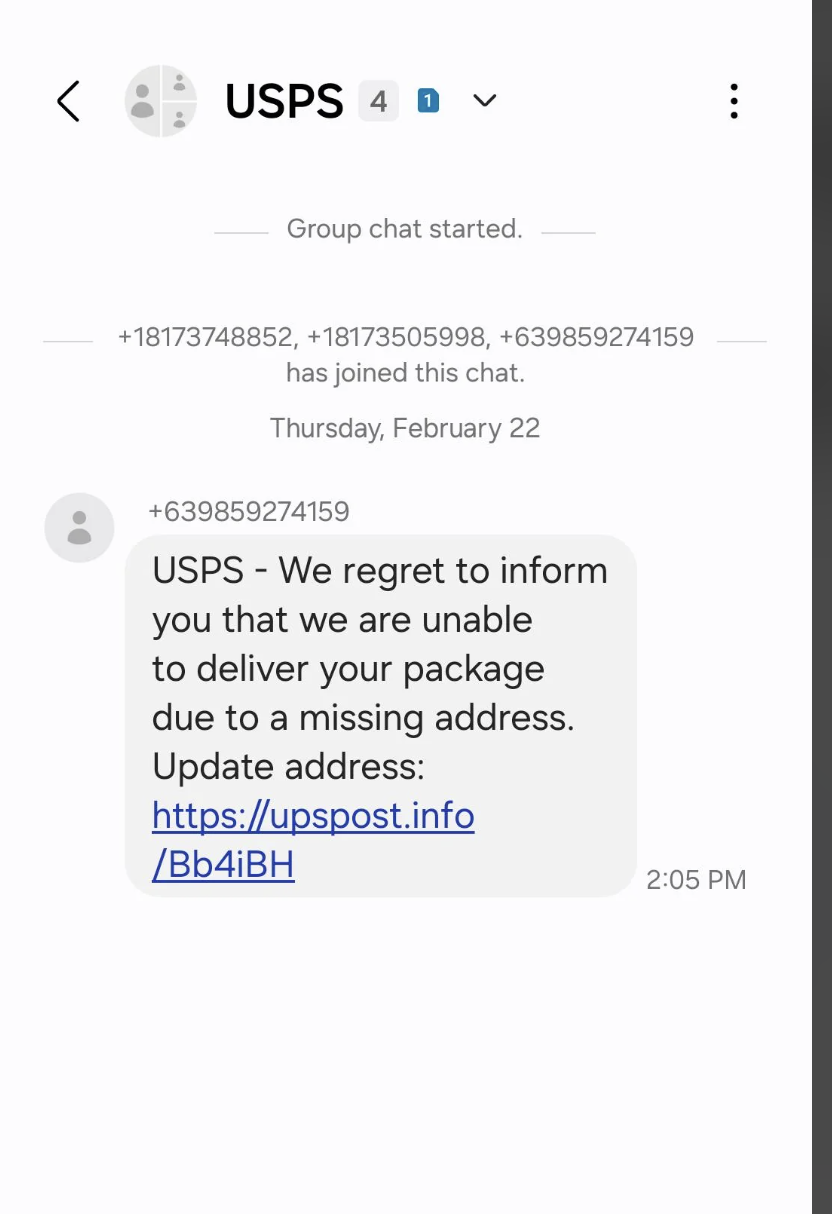 USPS 4 1
Group chat started.
+18173748852, +18173505998, +639859274159
has joined this chat.
Thursday, February 22
+639859274159
USPS - We regret to inform
you that we are unable
to deliver your package
due to a missing address.
Update address:
https://upspost.info
/Bb4iBH
2:05 PM